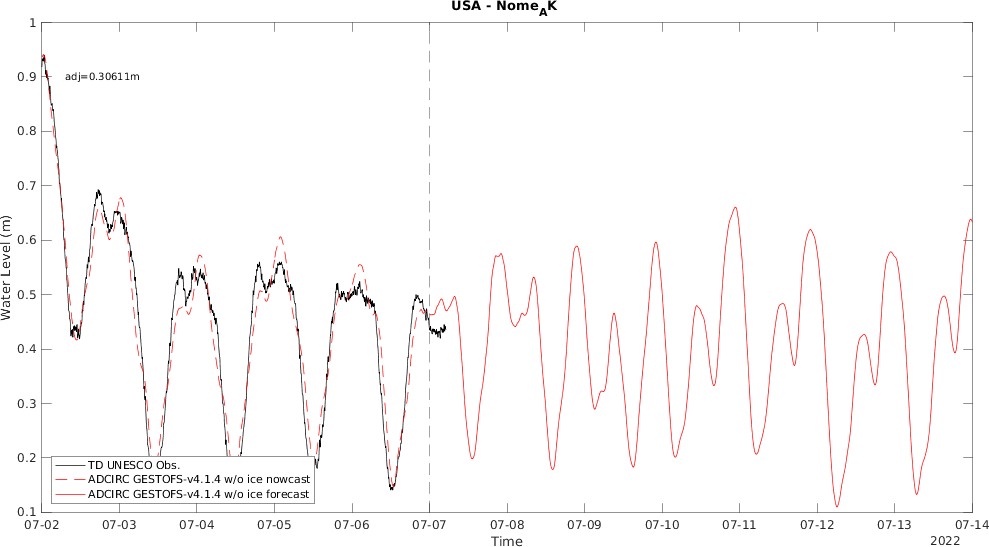 USA - Nome_AK
1
0.9
0.8
0.7
0.6
0.5
0.4
0.3
0.2
0.1
Water Level (m)
adj=0.30611m
TD UNESCO Obs.
ADCIRC GESTOFS-v4.1.4 w/o ice nowcast
ADCIRC GESTOFS-v4.1.4 w/o ice forecast
07-02 07-03 07-04 07-05 07-06 07-07 07-08 07-09 07-10 07-11 07-12 07-13 07-14
Time
2022